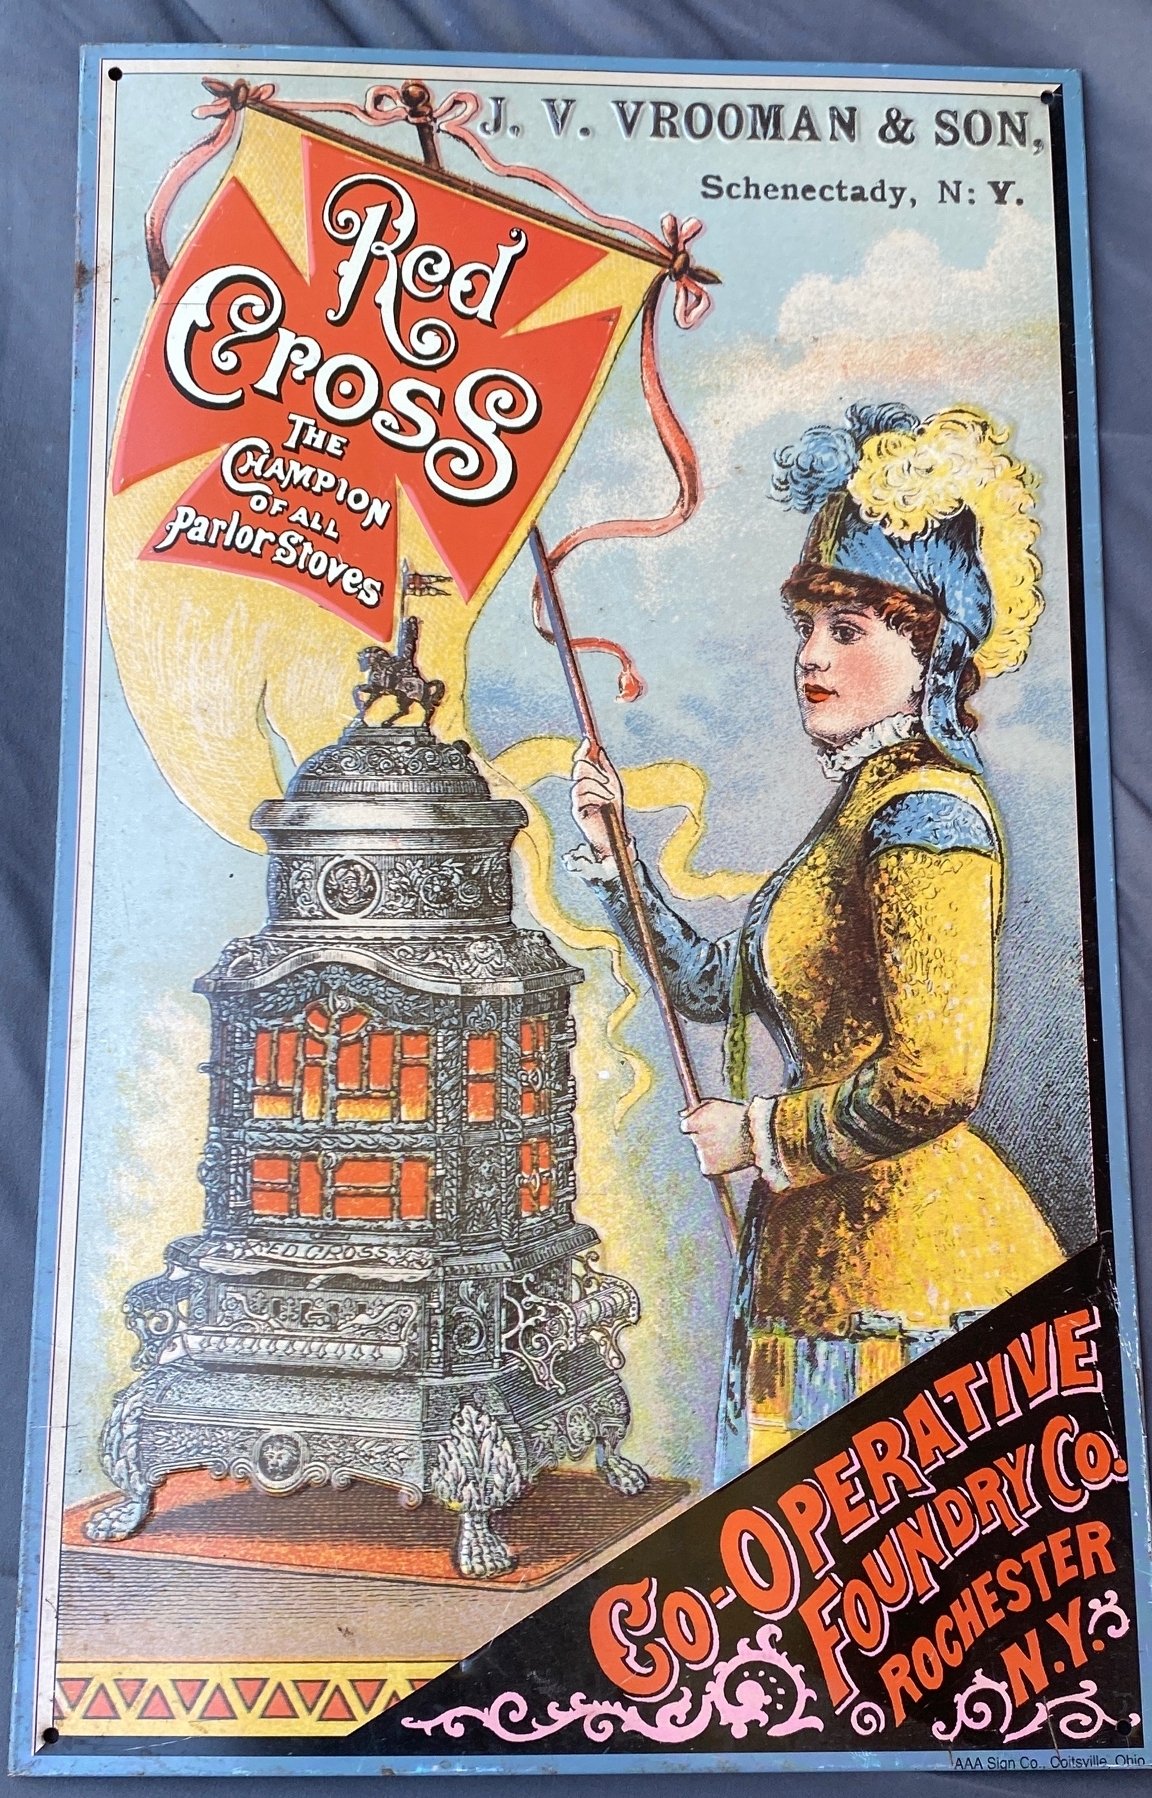 J. V. VROOMAN & SON,
Schenectady, N: Y.
Red
Cross
THE
CHAMPION
OF ALL
Parlor Stoves
RED CROSS
CO-OPERATIVE
FOUNDRY CO.
ROCHESTER
N.Y.
AAA Sign Co., Coitsville, Ohio